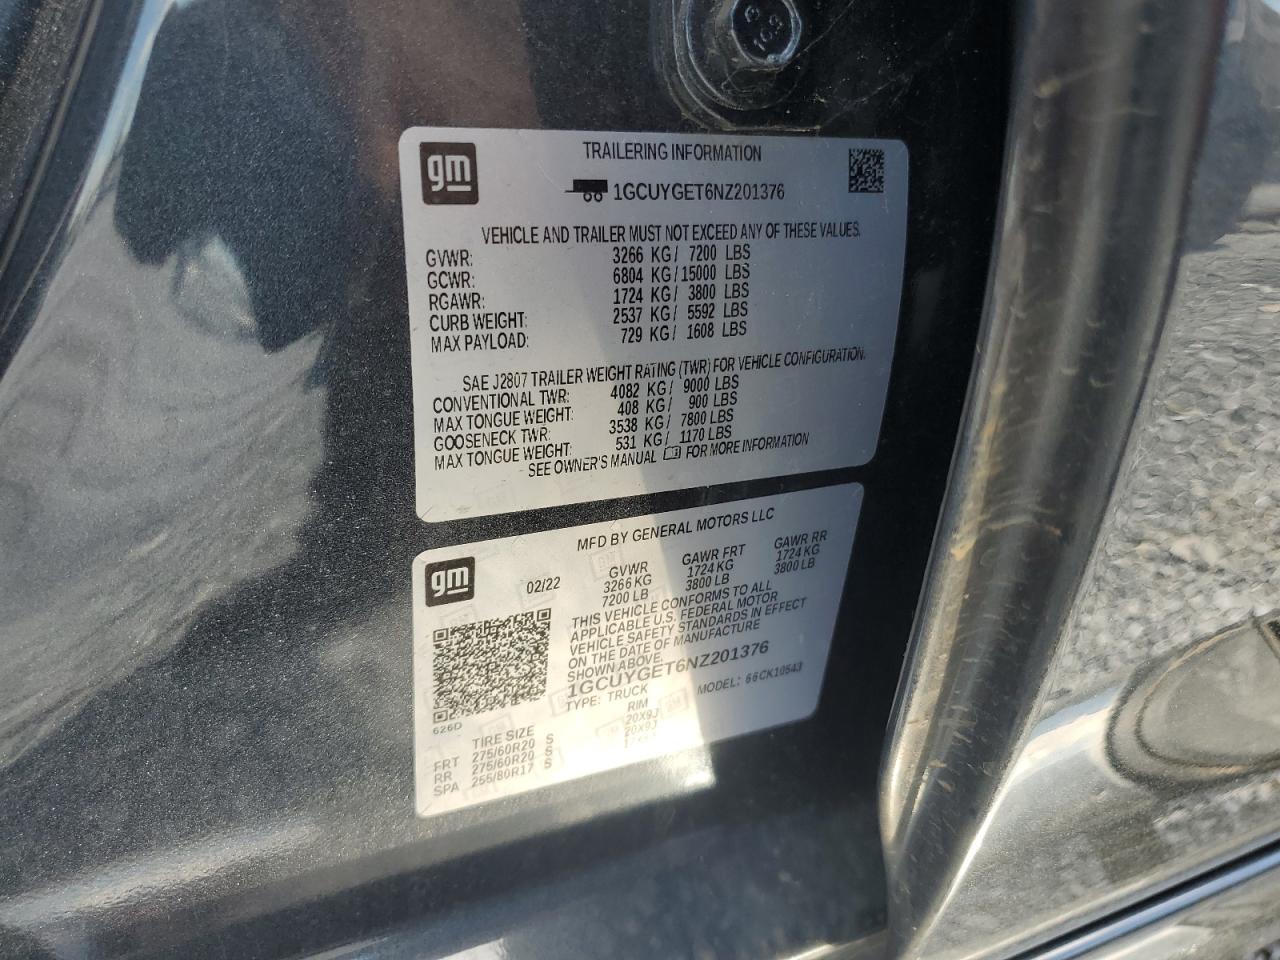 gm
TRAILERING INFORMATION
1GCUYGET6NZ201376
VEHICLE AND TRAILER MUST NOT EXCEED ANY OF THESE VALUES.
GVWR: 3266 KG/ 7200 LBS
GCWR: 6804 KG/15000 LBS
RGAWR: 1724 KG/ 3800 LBS
CURB WEIGHT: 2537 KG/ 5592 LBS
MAX PAYLOAD: 729 KG/ 1608 LBS
SAE J2807 TRAILER WEIGHT RATING (TWR) FOR VEHICLE CONFIGURATION.
CONVENTIONAL TWR: 4082 KG/ 9000 LBS
MAX TONGUE WEIGHT: 408 KG/ 900 LBS
GOOSENECK TWR: 3538 KG/ 7800 LBS
MAX TONGUE WEIGHT: 531 KG/ 1170 LBS
SEE OWNER'S MANUAL FOR MORE INFORMATION
gm
MFD BY GENERAL MOTORS LLC
02/22 GVWR GAWR FRT GAWR RR
3266 KG 1724 KG 1724 KG
7200 LB 3800 LB 3800 LB
THIS VEHICLE CONFORMS TO ALL
APPLICABLE U.S. FEDERAL MOTOR
VEHICLE SAFETY STANDARDS IN EFFECT
ON THE DATE OF MANUFACTURE
SHOWN ABOVE.
1GCUYGET6NZ201376
TYPE: TRUCK MODEL: 66CK10543
626D
TIRE SIZE RIM
FRT 275/60R20 S 20X9J
RR 275/60R20 S 20X9J
SPA 255/80R17 S